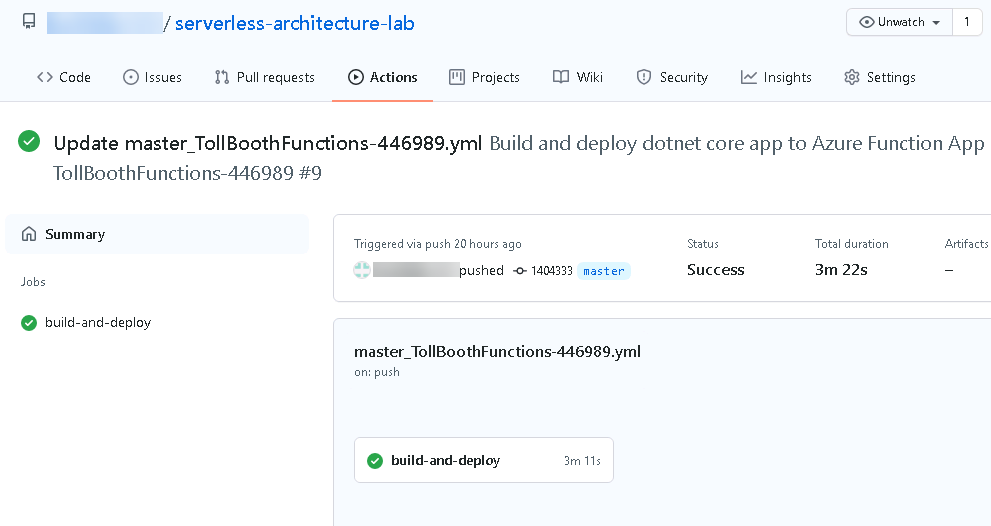 / serverless-architecture-lab
Unwatch 1
Code Issues Pull requests Actions Projects Wiki Security Insights Settings
Update master_TollBoothFunctions-446989.yml Build and deploy dotnet core app to Azure Function App
TollBoothFunctions-446989 #9
Summary
Jobs
build-and-deploy
Triggered via push 20 hours ago Status Total duration Artifacts
pushed 1404333 master Success 3m 22s –
master_TollBoothFunctions-446989.yml
on: push
build-and-deploy 3m 11s